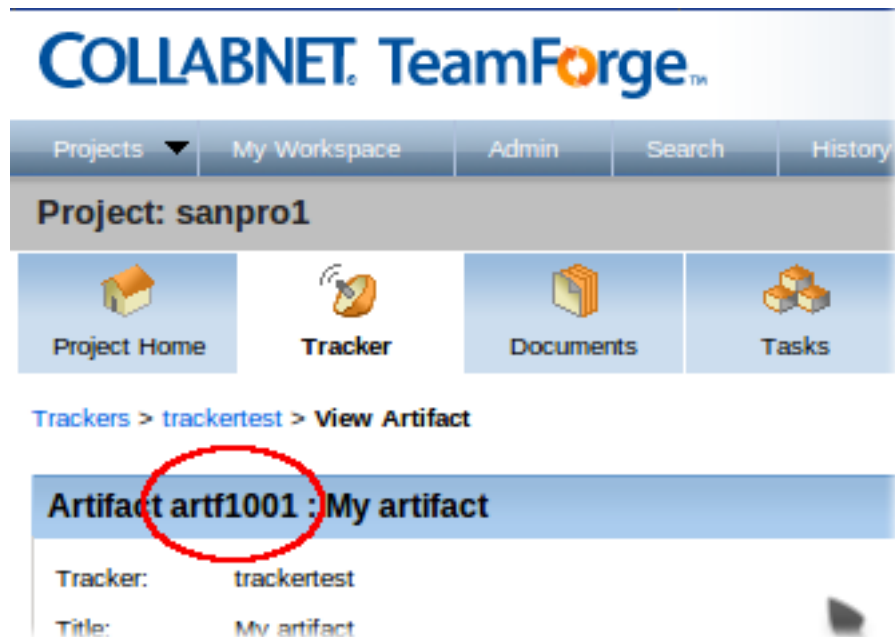 COLLABNET. TeamForge™
Projects My Workspace Admin Search History
Project: sanpro1
Project Home Tracker Documents Tasks
Trackers > trackertest > View Artifact
Artifact artf1001 : My artifact
Tracker: trackertest
Title: My artifact